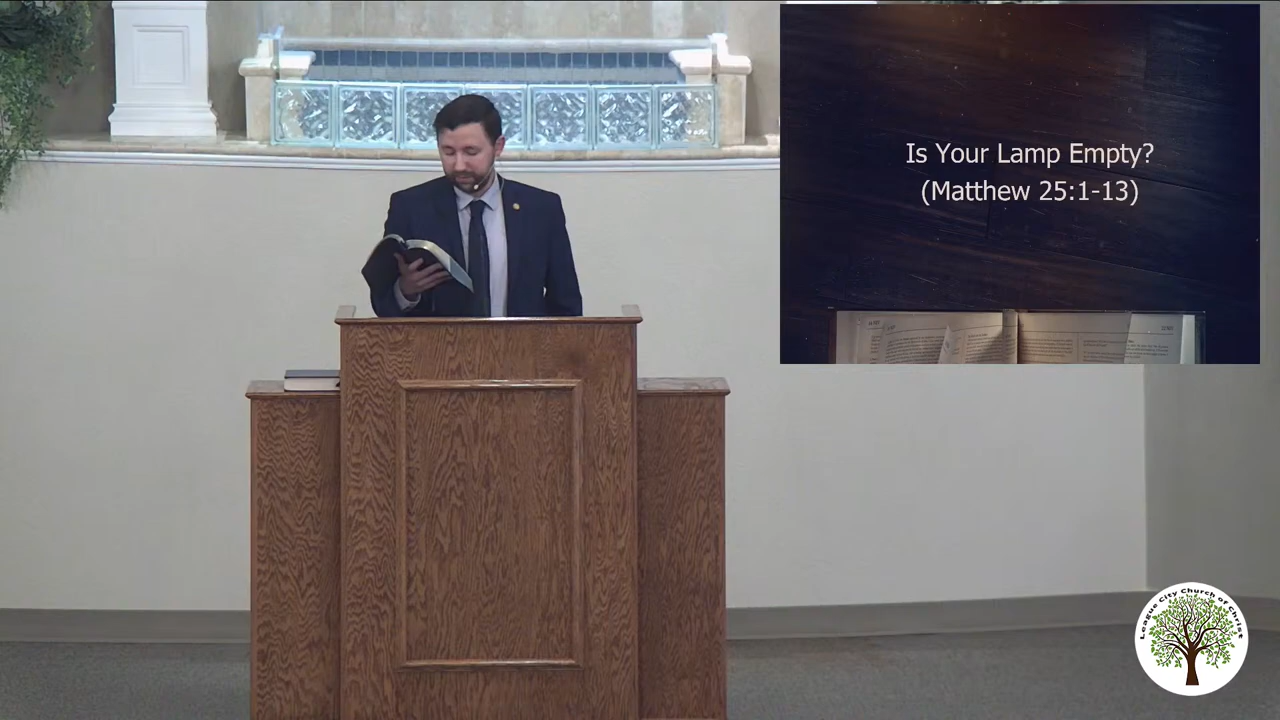 Is Your Lamp Empty?
(Matthew 25:1-13)
League City Church of Christ